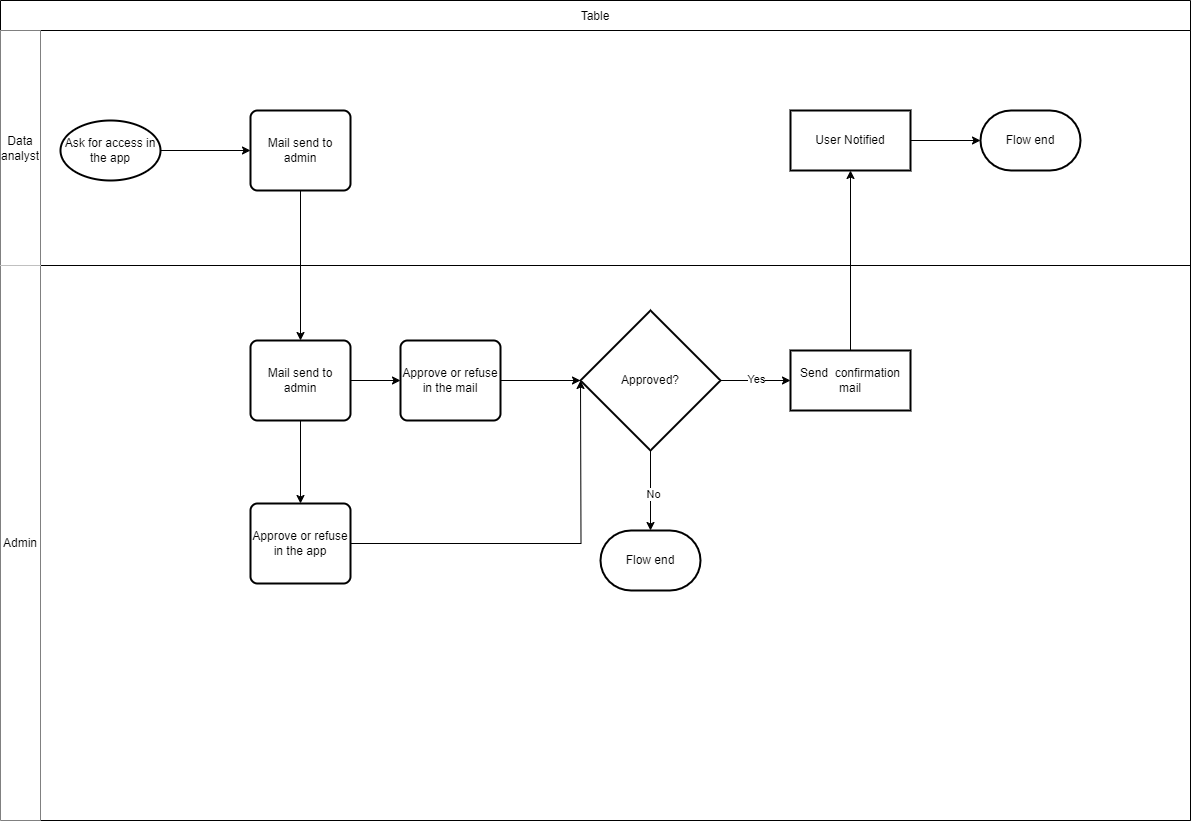 Table
Data
analyst
Ask for access in
the app
Mail send to
admin
User Notified
Flow end
Admin
Mail send to
admin
Approve or refuse
in the mail
Approved?
Yes
Send  confirmation
mail
No
Approve or refuse
in the app
Flow end